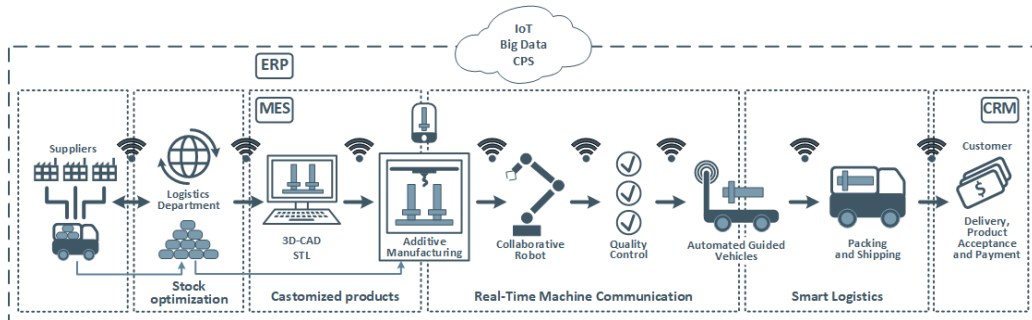 IoT
Big Data
CPS
ERP
MES
CRM
Suppliers
Logistics
Department
3D-CAD
STL
Additive
Manufacturing
Collaborative
Robot
Quality
Control
Automated Guided
Vehicles
Packing
and Shipping
Customer
$
Delivery,
Product
Acceptance
and Payment
Stock
optimization
Castomized products
Real-Time Machine Communication
Smart Logistics